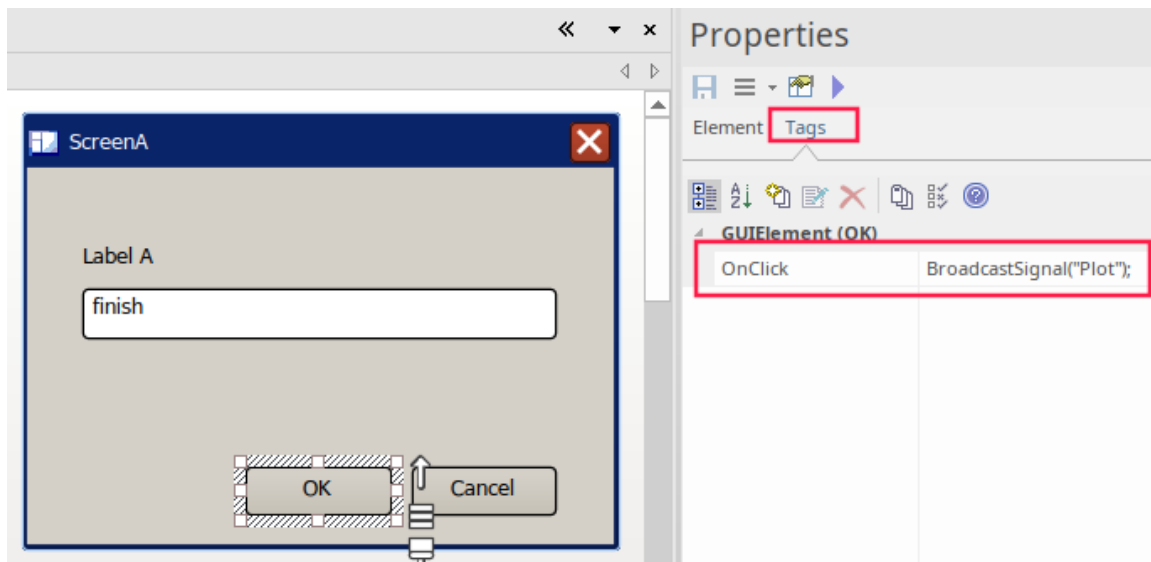 Properties
Element Tags
ScreenA
GUIElement (OK)
OnClick BroadcastSignal("Plot");
Label A
finish
OK Cancel